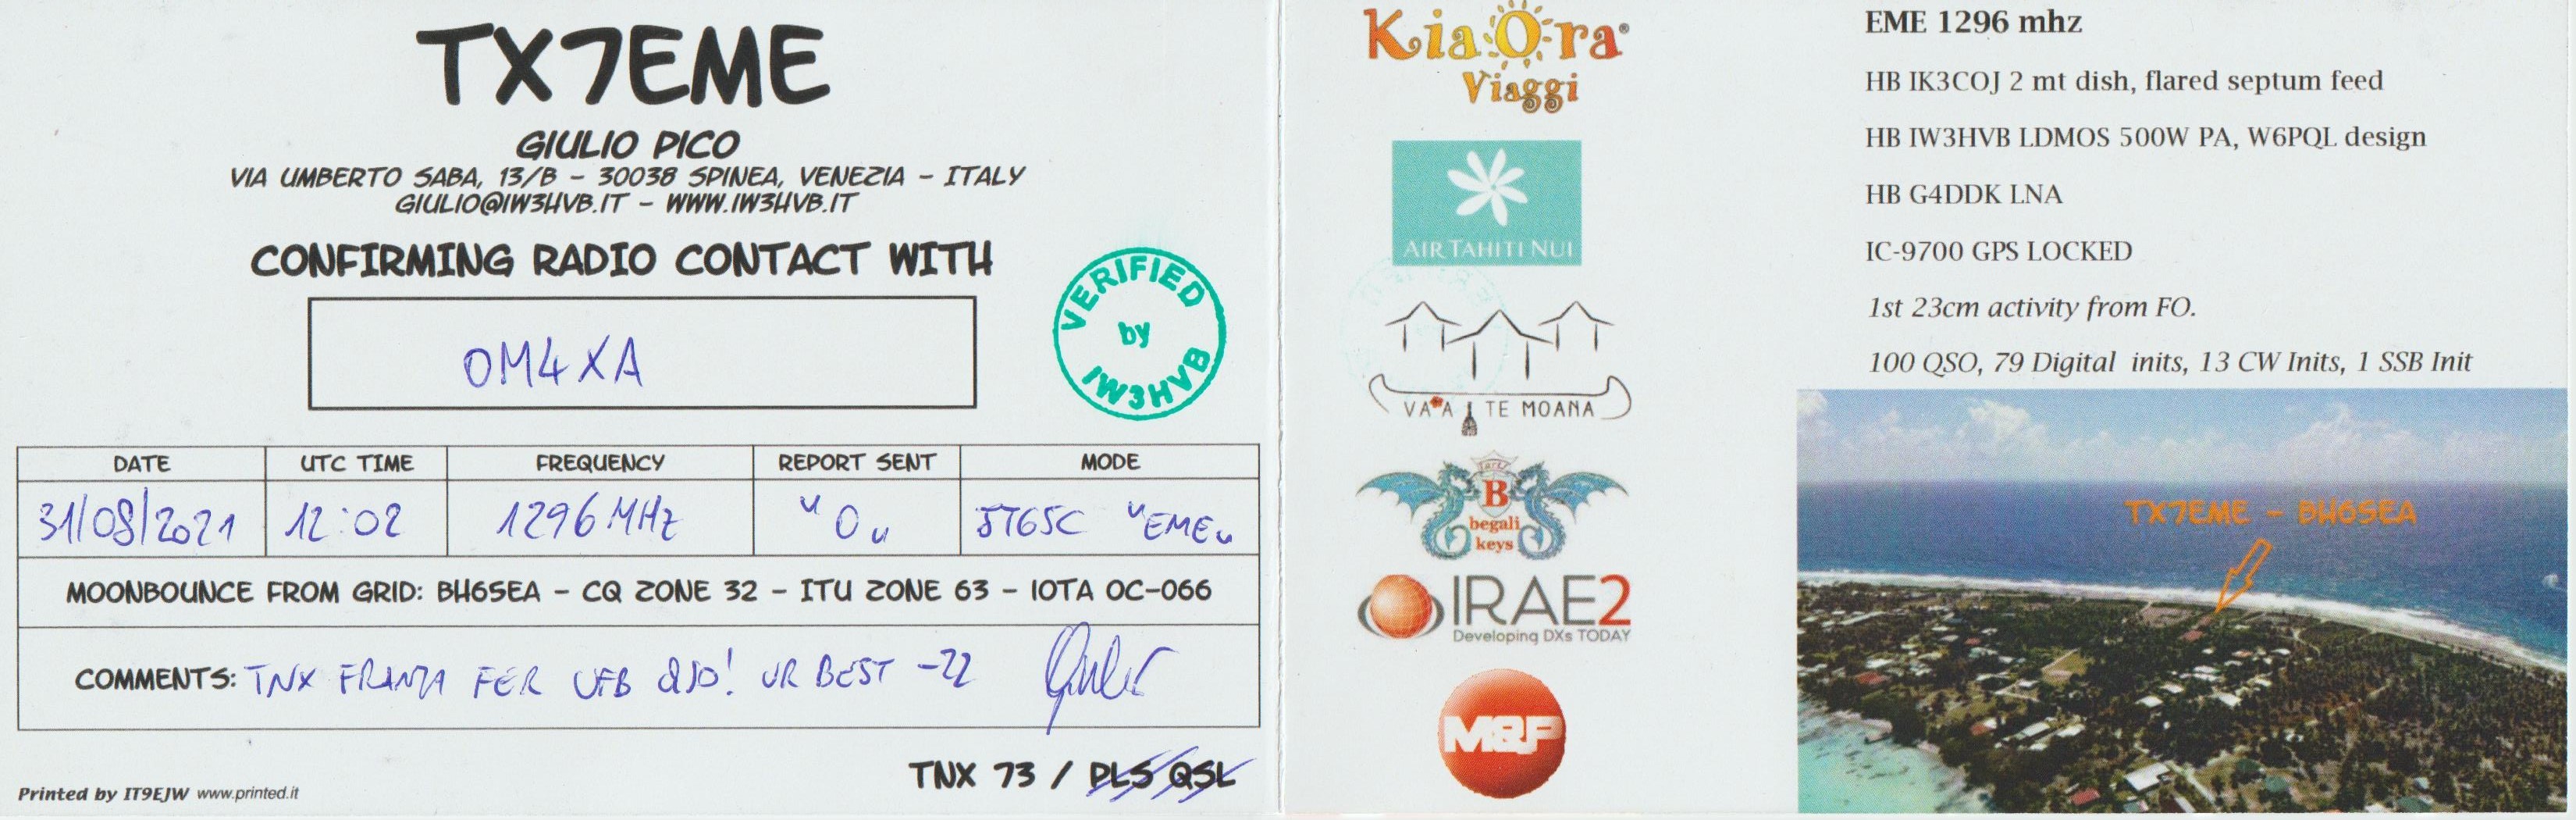 TX7EME
GIULIO PICO
VIA UMBERTO SABA, 13/B - 30038 SPINEA, VENEZIA - ITALY
GIULIO@IW3HVB.IT - WWW.IW3HVB.IT
CONFIRMING RADIO CONTACT WITH
OM4XA
VERIFIED by IW3HVB
DATE UTC TIME FREQUENCY REPORT SENT MODE
31/08/2021 12:02 1296 MHz "O" JT65C "EME"
MOONBOUNCE FROM GRID: BH65EA - CQ ZONE 32 - ITU ZONE 63 - IOTA OC-066
COMMENTS: TNX FRANTA FER UFB QSO! UR BEST -22
TNX 73 / PLS QSL
Printed by IT9EJW www.printed.it
KiaOra®
Viaggi
AIR TAHITI NUI
VA'A TE MOANA
B
begali
keys
IRAE2
Developing DXs TODAY
M&P
EME 1296 mhz
HB IK3COJ 2 mt dish, flared septum feed
HB IW3HVB LDMOS 500W PA, W6PQL design
HB G4DDK LNA
IC-9700 GPS LOCKED
1st 23cm activity from FO.
100 QSO, 79 Digital inits, 13 CW Inits, 1 SSB Init
TX7EME - BH65EA